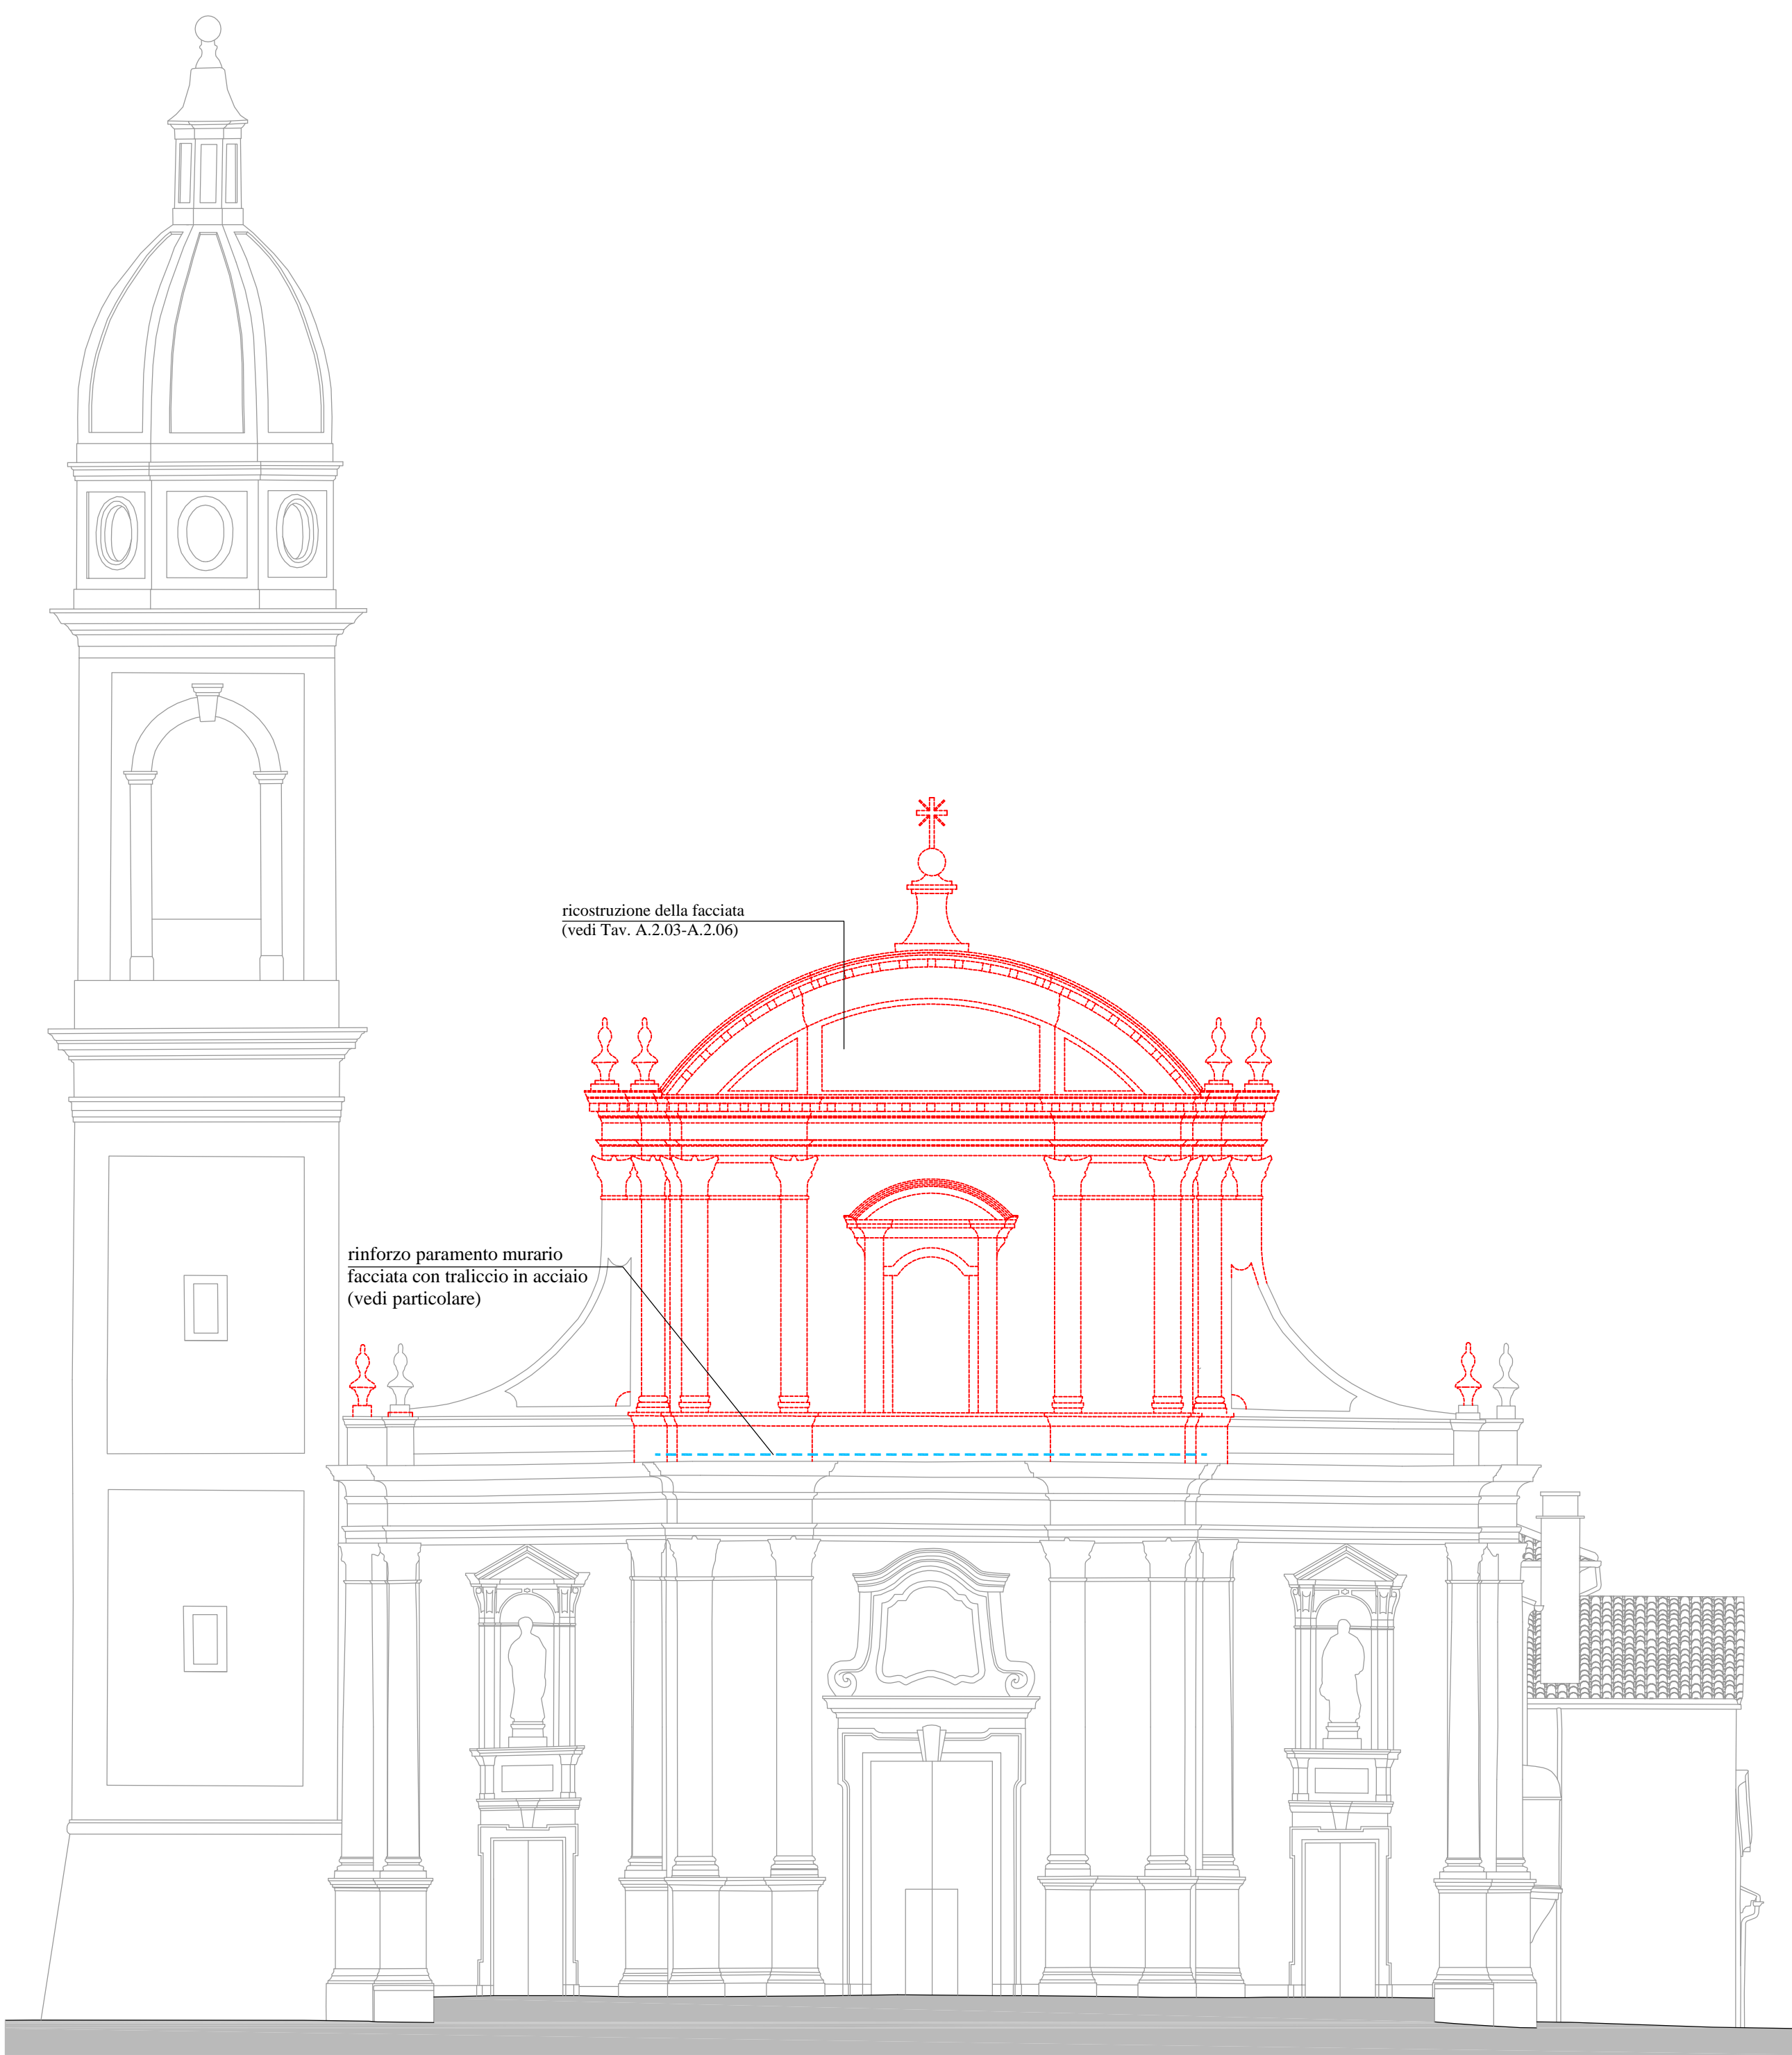 ricostruzione della facciata
(vedi Tav. A.2.03-A.2.06)
rinforzo paramento murario
facciata con traliccio in acciaio
(vedi particolare)